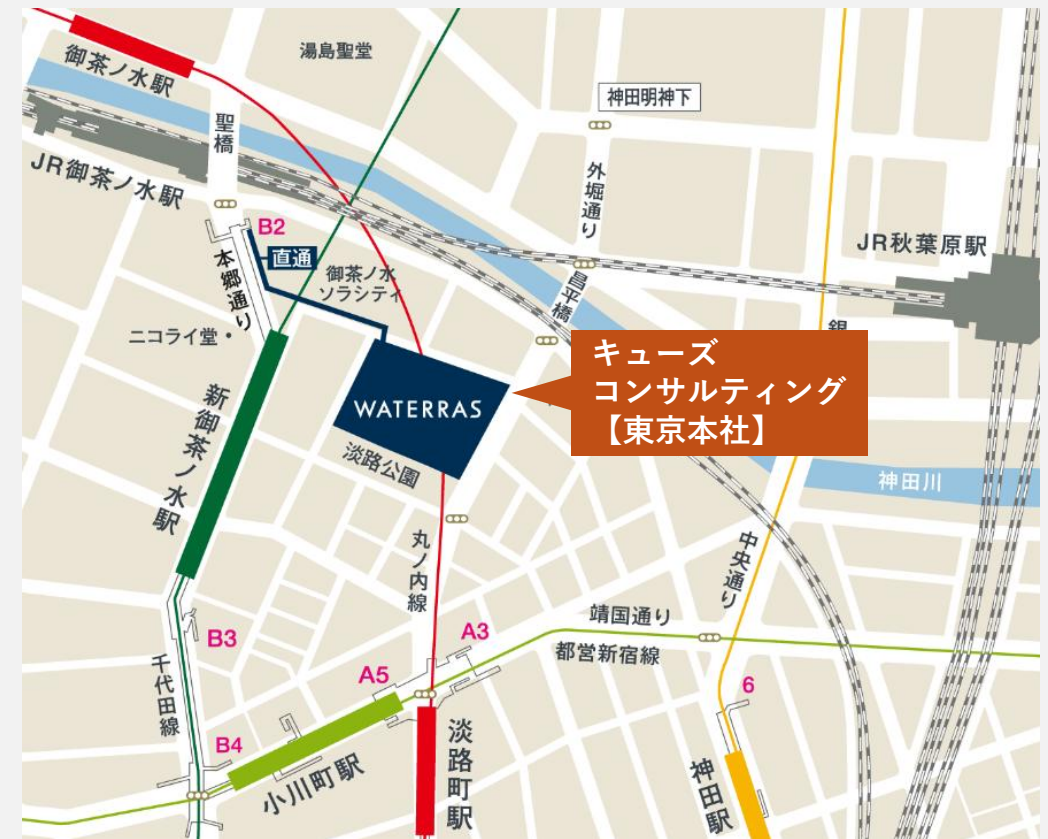 湯島聖堂
御茶ノ水駅
神田明神下
聖橋
JR御茶ノ水駅
外堀通り
B2
直通
本郷通り
御茶ノ水
ソラシティ
JR秋葉原駅
昌平橋
ニコライ堂・
キューズ
コンサルティング
【東京本社】
WATERRAS
新御茶ノ水駅
淡路公園
神田川
丸ノ内線
中央通り
靖国通り
都営新宿線
B3
A3
千代田線
A5
6
B4
小川町駅
淡路町駅
神田駅